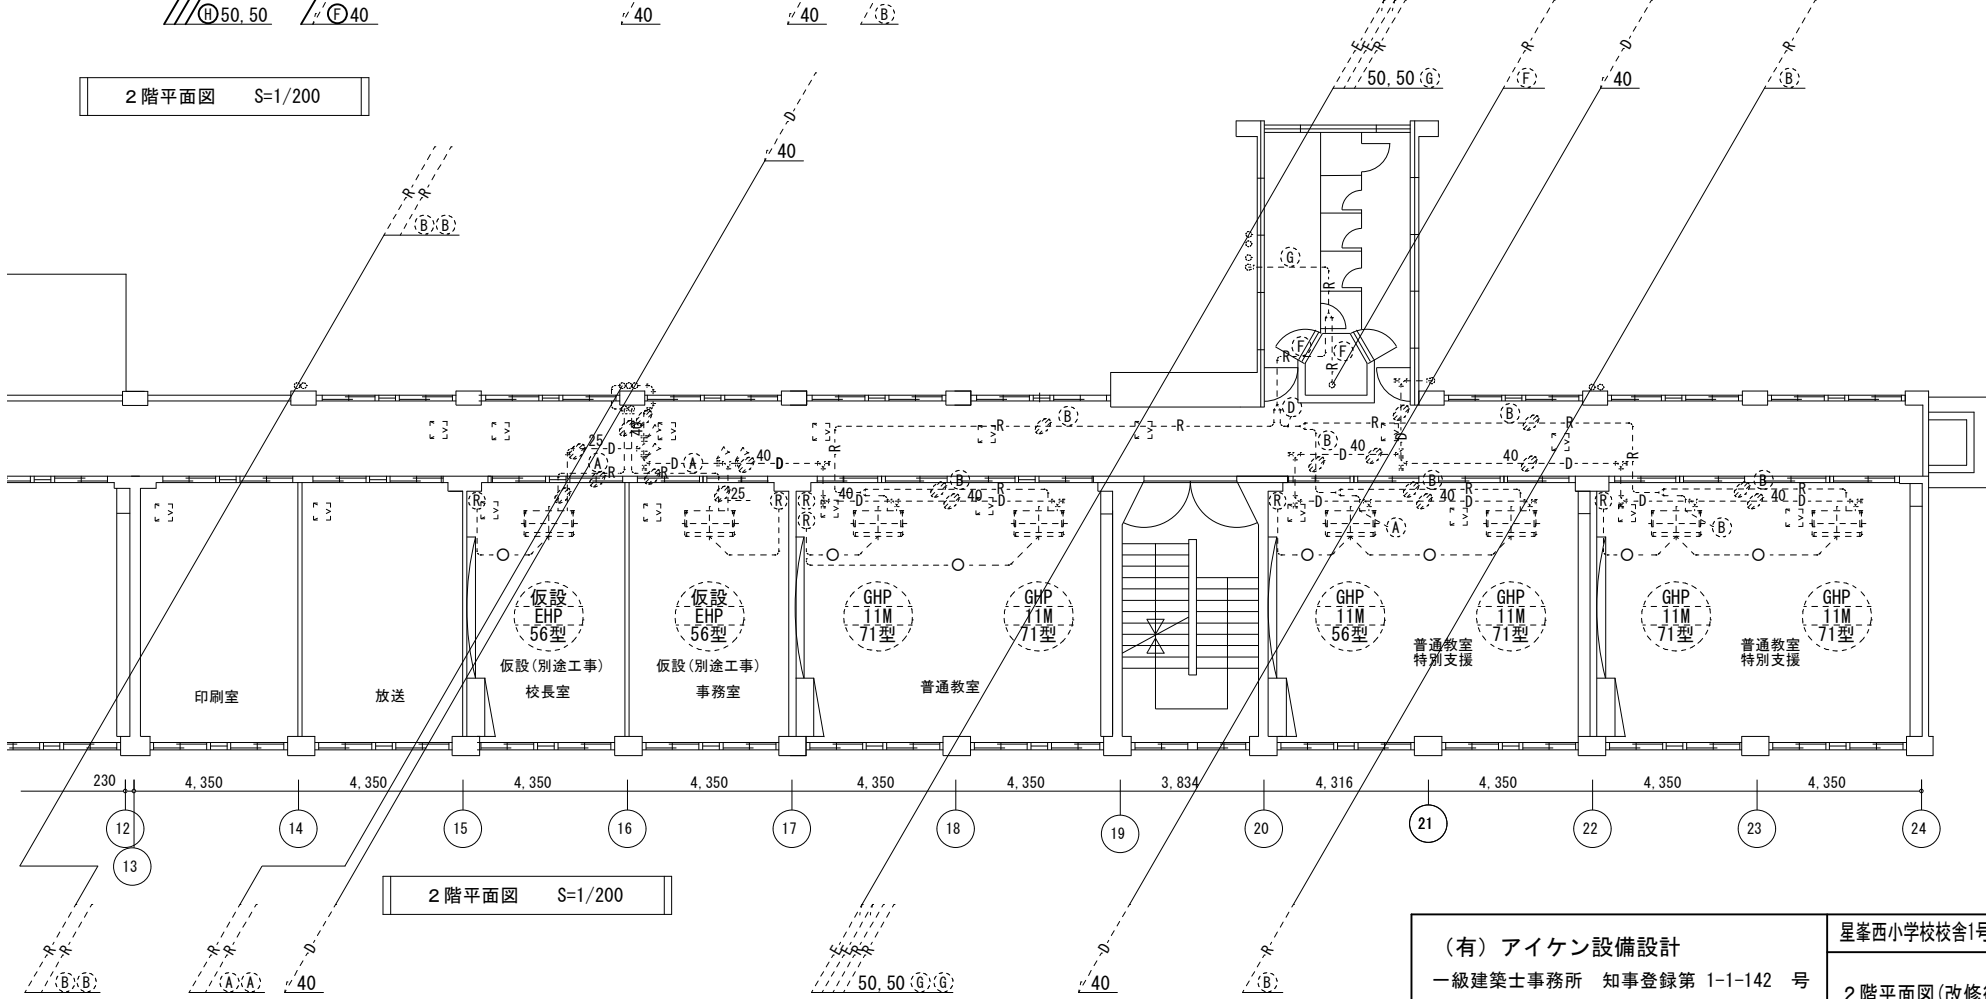 Ⓗ50,50
Ⓕ40
40
40
Ⓑ
２階平面図　S=1/200
R
R
ⒷⒷ
D
40
E
E
R
50,50Ⓖ
R
Ⓕ
D
40
R
Ⓑ
Ⓖ
R
Ⓕ
Ⓕ
R
R
Ⓓ
Ⓑ
R
R
Ⓑ
R
R
25
D
Ⓐ
R
40
D
Ⓐ
40
D
R
25
Ⓑ
40
D
Ⓑ
D
40
D
R
Ⓡ
Ⓡ
Ⓡ
Ⓡ
40
D
Ⓑ
R
40
D
Ⓡ
D
Ⓑ
R
40
D
Ⓐ
Ⓡ
D
Ⓑ
R
40
D
Ⓑ
仮設
EHP
56型
仮設
EHP
56型
GHP
11M
71型
GHP
11M
71型
GHP
11M
56型
GHP
11M
71型
GHP
11M
71型
GHP
11M
71型
仮設(別途工事)
校長室
仮設(別途工事)
事務室
印刷室
放送
普通教室
普通教室
特別支援
普通教室
特別支援
230
4,350
4,350
4,350
4,350
4,350
4,350
3,834
4,316
4,350
4,350
4,350
12
13
14
15
16
17
18
19
20
21
22
23
24
２階平面図　S=1/200
R
R
ⒷⒷ
R
R
ⒶⒶ
D
40
E
E
R
R
50,50ⒼⒼ
D
40
R
Ⓑ
（有）アイケン設備設計
一級建築士事務所　知事登録第 1-1-142　号
星峯西小学校校舎1号
２階平面図(改修